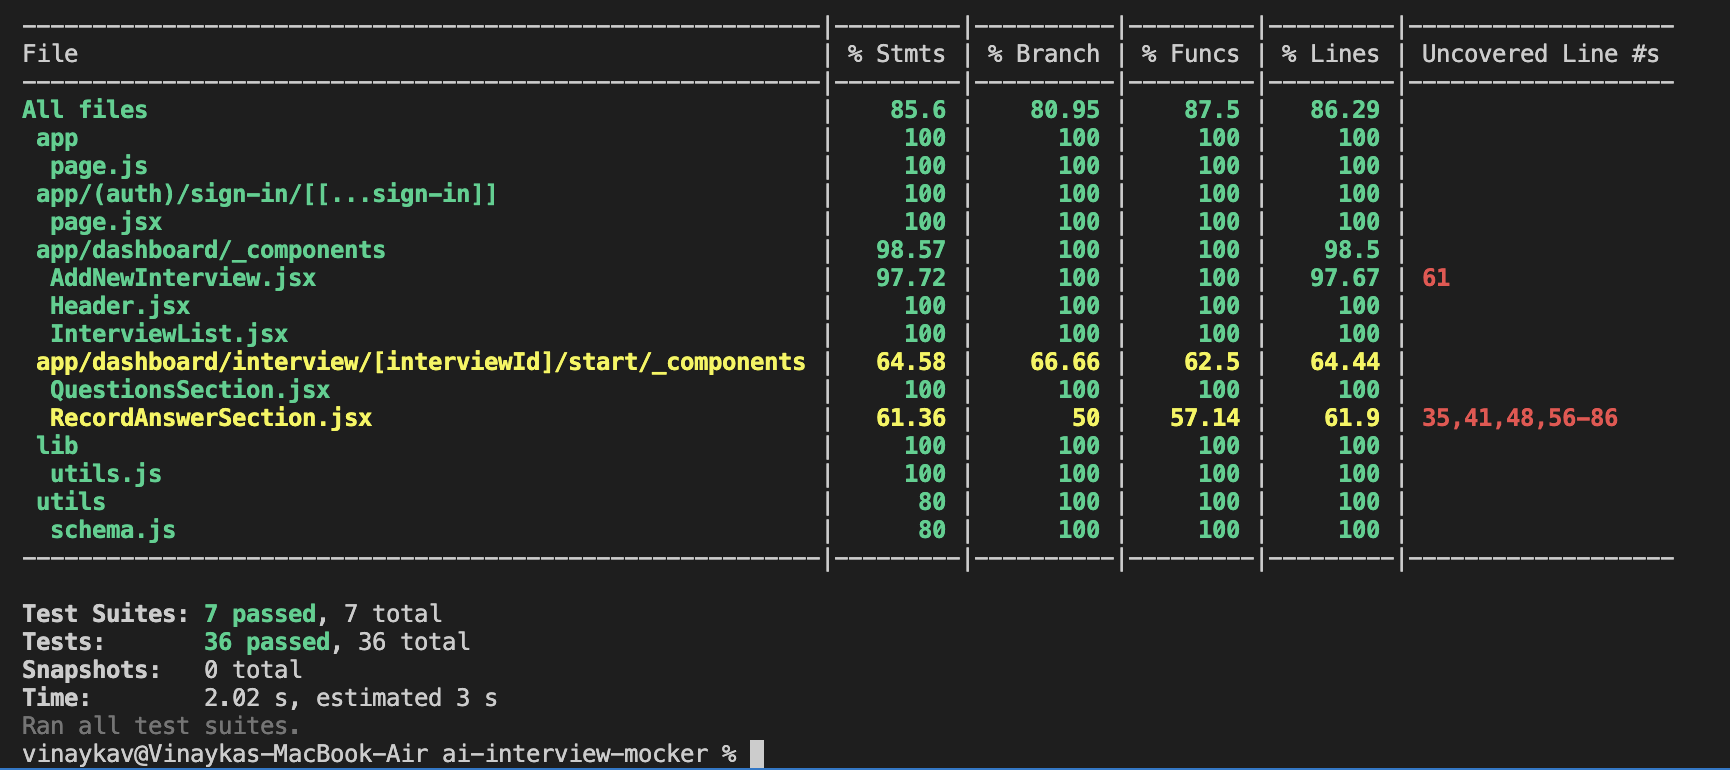 File | % Stmts | % Branch | % Funcs | % Lines | Uncovered Line #s
All files | 85.6 | 80.95 | 87.5 | 86.29 |
app | 100 | 100 | 100 | 100 |
page.js | 100 | 100 | 100 | 100 |
app/(auth)/sign-in/[[...sign-in]] | 100 | 100 | 100 | 100 |
page.jsx | 100 | 100 | 100 | 100 |
app/dashboard/_components | 98.57 | 100 | 100 | 98.5 |
AddNewInterview.jsx | 97.72 | 100 | 100 | 97.67 | 61
Header.jsx | 100 | 100 | 100 | 100 |
InterviewList.jsx | 100 | 100 | 100 | 100 |
app/dashboard/interview/[interviewId]/start/_components | 64.58 | 66.66 | 62.5 | 64.44 |
QuestionsSection.jsx | 100 | 100 | 100 | 100 |
RecordAnswerSection.jsx | 61.36 | 50 | 57.14 | 61.9 | 35,41,48,56-86
lib | 100 | 100 | 100 | 100 |
utils.js | 100 | 100 | 100 | 100 |
utils | 80 | 100 | 100 | 100 |
schema.js | 80 | 100 | 100 | 100 |
Test Suites: 7 passed, 7 total
Tests: 36 passed, 36 total
Snapshots: 0 total
Time: 2.02 s, estimated 3 s
Ran all test suites.
vinaykav@Vinaykas-MacBook-Air ai-interview-mocker %